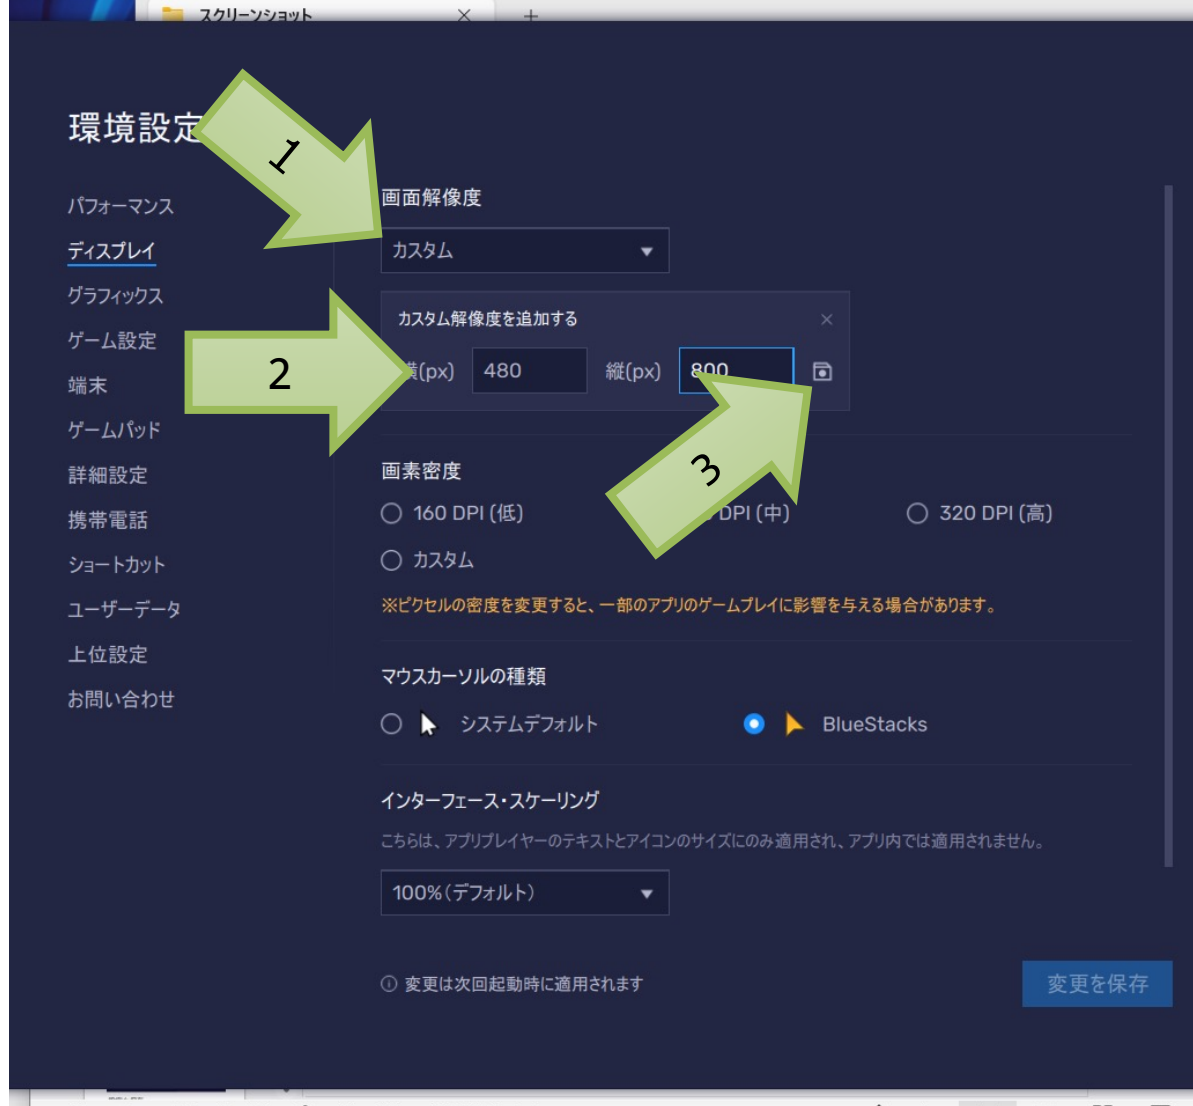 スクリーンショット
環境設定
1
パフォーマンス
ディスプレイ
グラフィックス
ゲーム設定
端末
ゲームパッド
詳細設定
携帯電話
ショートカット
ユーザーデータ
上位設定
お問い合わせ
画面解像度
カスタム
カスタム解像度を追加する
2
(px) 480 縦(px) 800
3
画素密度
160 DPI (低) DPI (中) 320 DPI (高)
カスタム
※ピクセルの密度を変更すると、一部のアプリのゲームプレイに影響を与える場合があります。
マウスカーソルの種類
システムデフォルト BlueStacks
インターフェース・スケーリング
こちらは、アプリプレイヤーのテキストとアイコンのサイズにのみ適用され、アプリ内では適用されません。
100%(デフォルト)
変更は次回起動時に適用されます
変更を保存